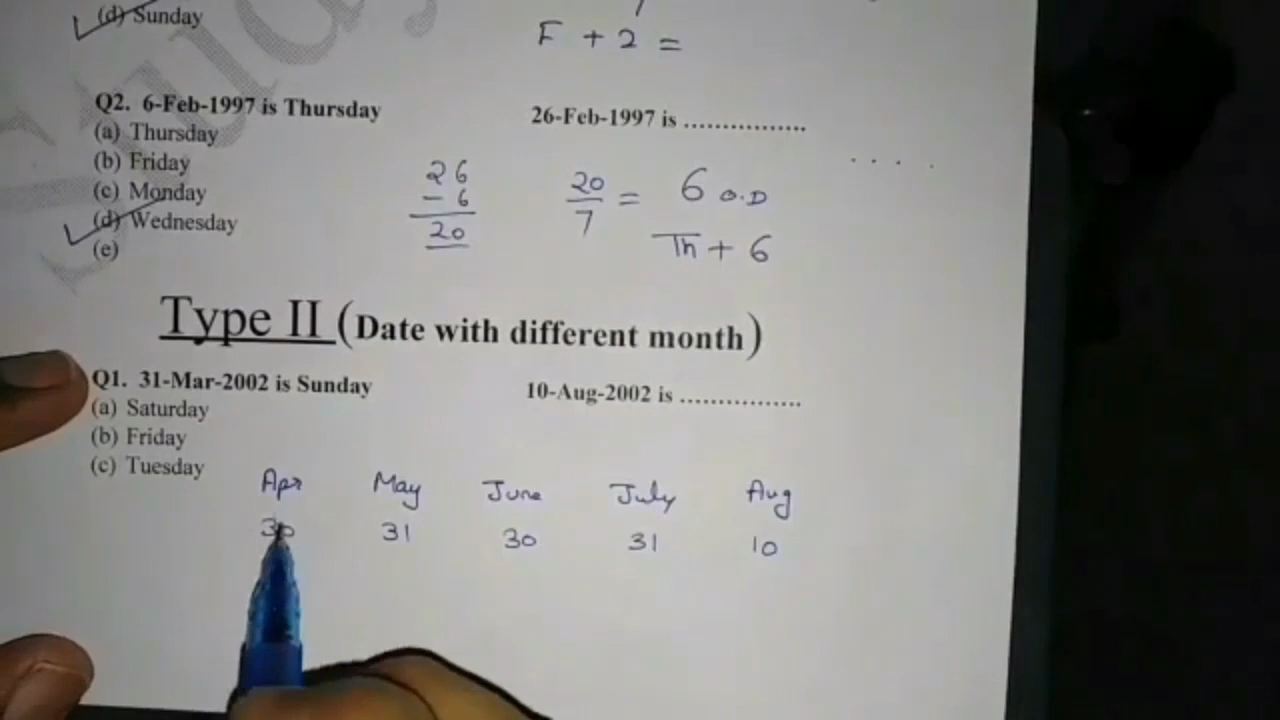 (d) Sunday
F + 2 =
Q2. 6-Feb-1997 is Thursday 26-Feb-1997 is ................
(a) Thursday
(b) Friday
(c) Monday
(d) Wednesday
(e)
26
- 6
20
20/7 = 6 O.D
Th + 6
Type II (Date with different month)
Q1. 31-Mar-2002 is Sunday 10-Aug-2002 is ................
(a) Saturday
(b) Friday
(c) Tuesday
Apr May June July Aug
30 31 30 31 10